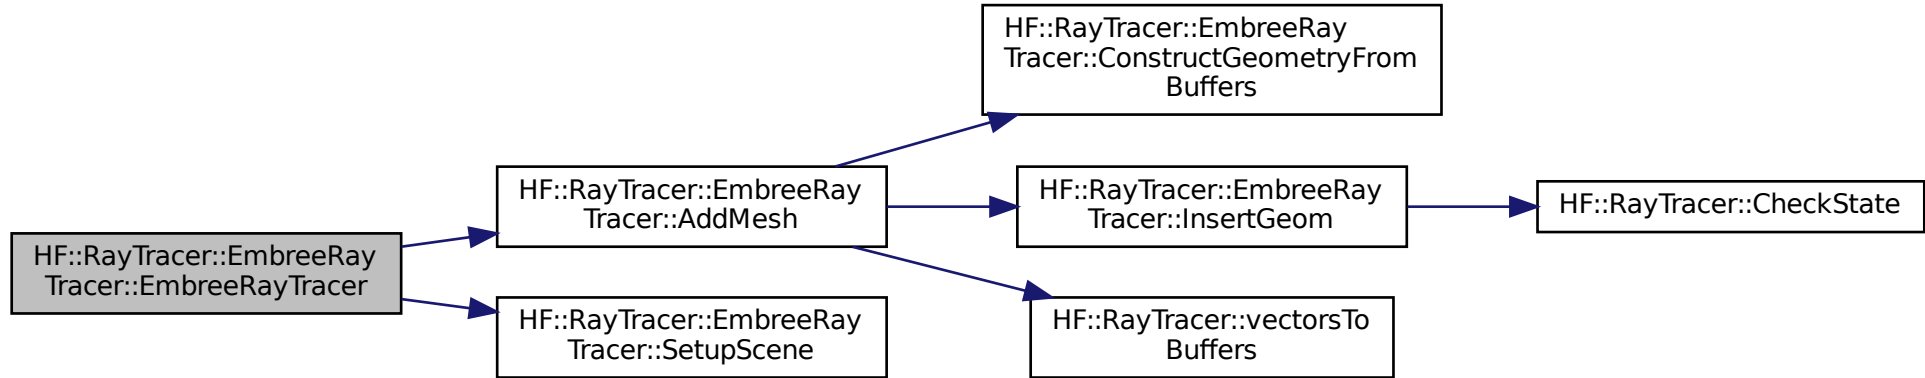 HF::RayTracer::EmbreeRay
Tracer::EmbreeRayTracer
HF::RayTracer::EmbreeRay
Tracer::AddMesh
HF::RayTracer::EmbreeRay
Tracer::SetupScene
HF::RayTracer::EmbreeRay
Tracer::ConstructGeometryFrom
Buffers
HF::RayTracer::EmbreeRay
Tracer::InsertGeom
HF::RayTracer::vectorsTo
Buffers
HF::RayTracer::CheckState